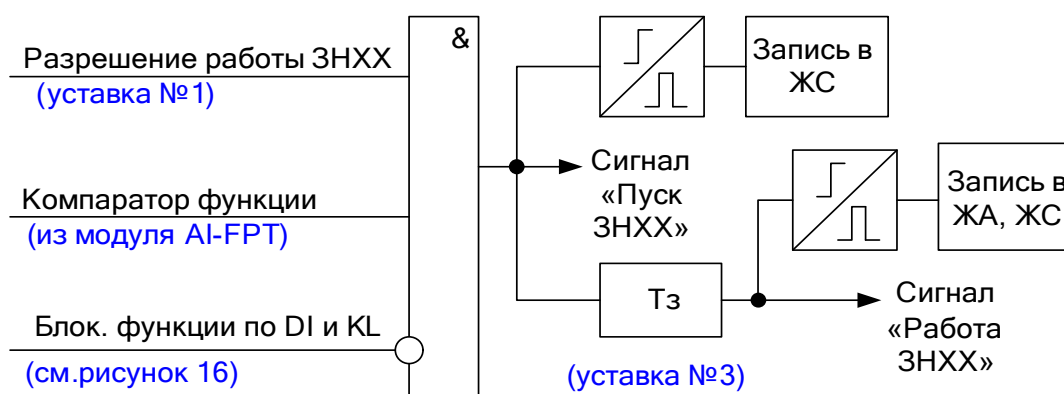 &
Разрешение работы ЗНХХ
(уставка №1)
Компаратор функции
(из модуля AI-FPT)
Блок. функции по DI и KL
(см.рисунок 16)
Запись в
ЖС
Сигнал
«Пуск
ЗНХХ»
Запись в
ЖА, ЖС
Тз
(уставка №3)
Сигнал
«Работа
ЗНХХ»